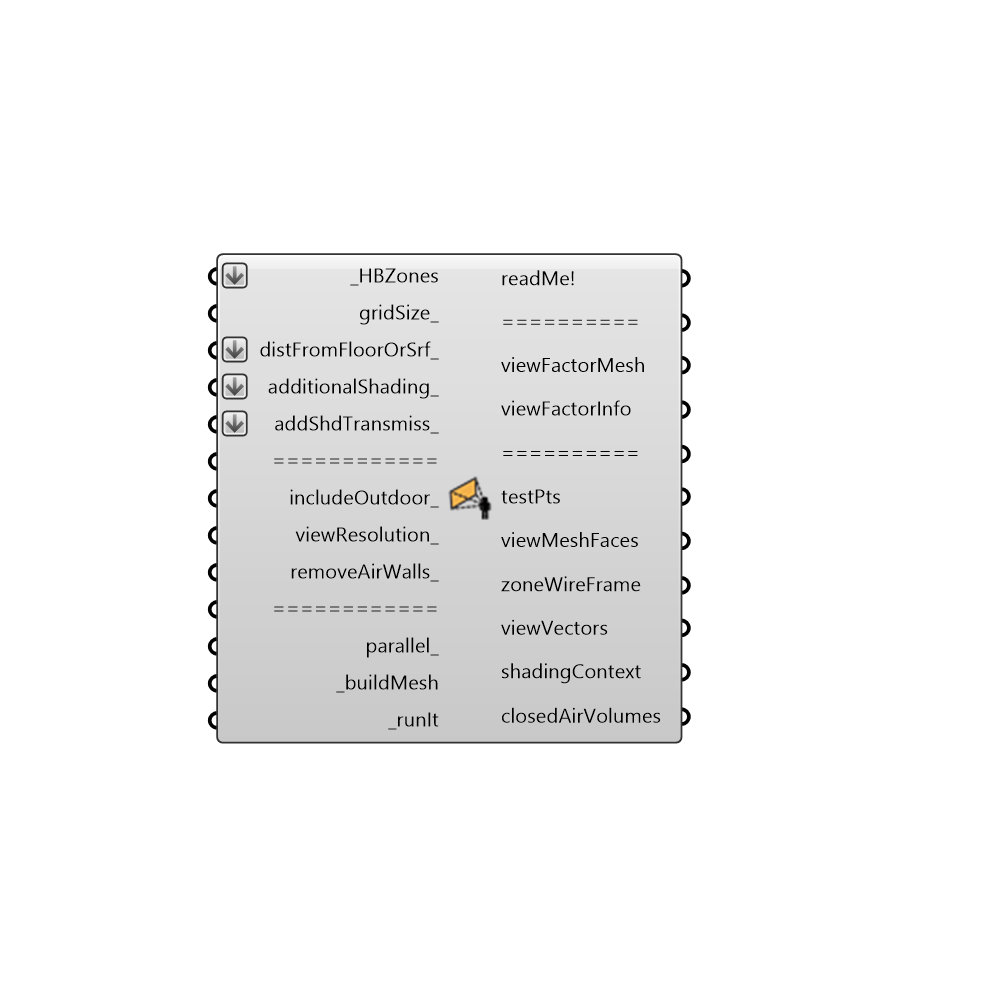 _HBZones
gridSize_
distFromFloorOrSrf_
additionalShading_
addShdTransmiss_
============
includeOutdoor_
viewResolution_
removeAirWalls_
============
parallel_
_buildMesh
_runIt
readMe!
==========
viewFactorMesh
viewFactorInfo
==========
testPts
viewMeshFaces
zoneWireFrame
viewVectors
shadingContext
closedAirVolumes